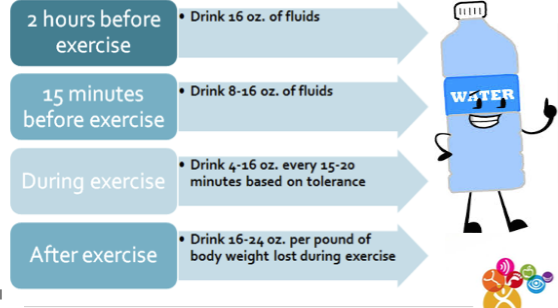 2 hours before
exercise
• Drink 16 oz. of fluids
15 minutes
before exercise
• Drink 8-16 oz. of fluids
During exercise
• Drink 4-16 oz. every 15-20
minutes based on tolerance
After exercise
• Drink 16-24 oz. per pound of
body weight lost during exercise
WATER